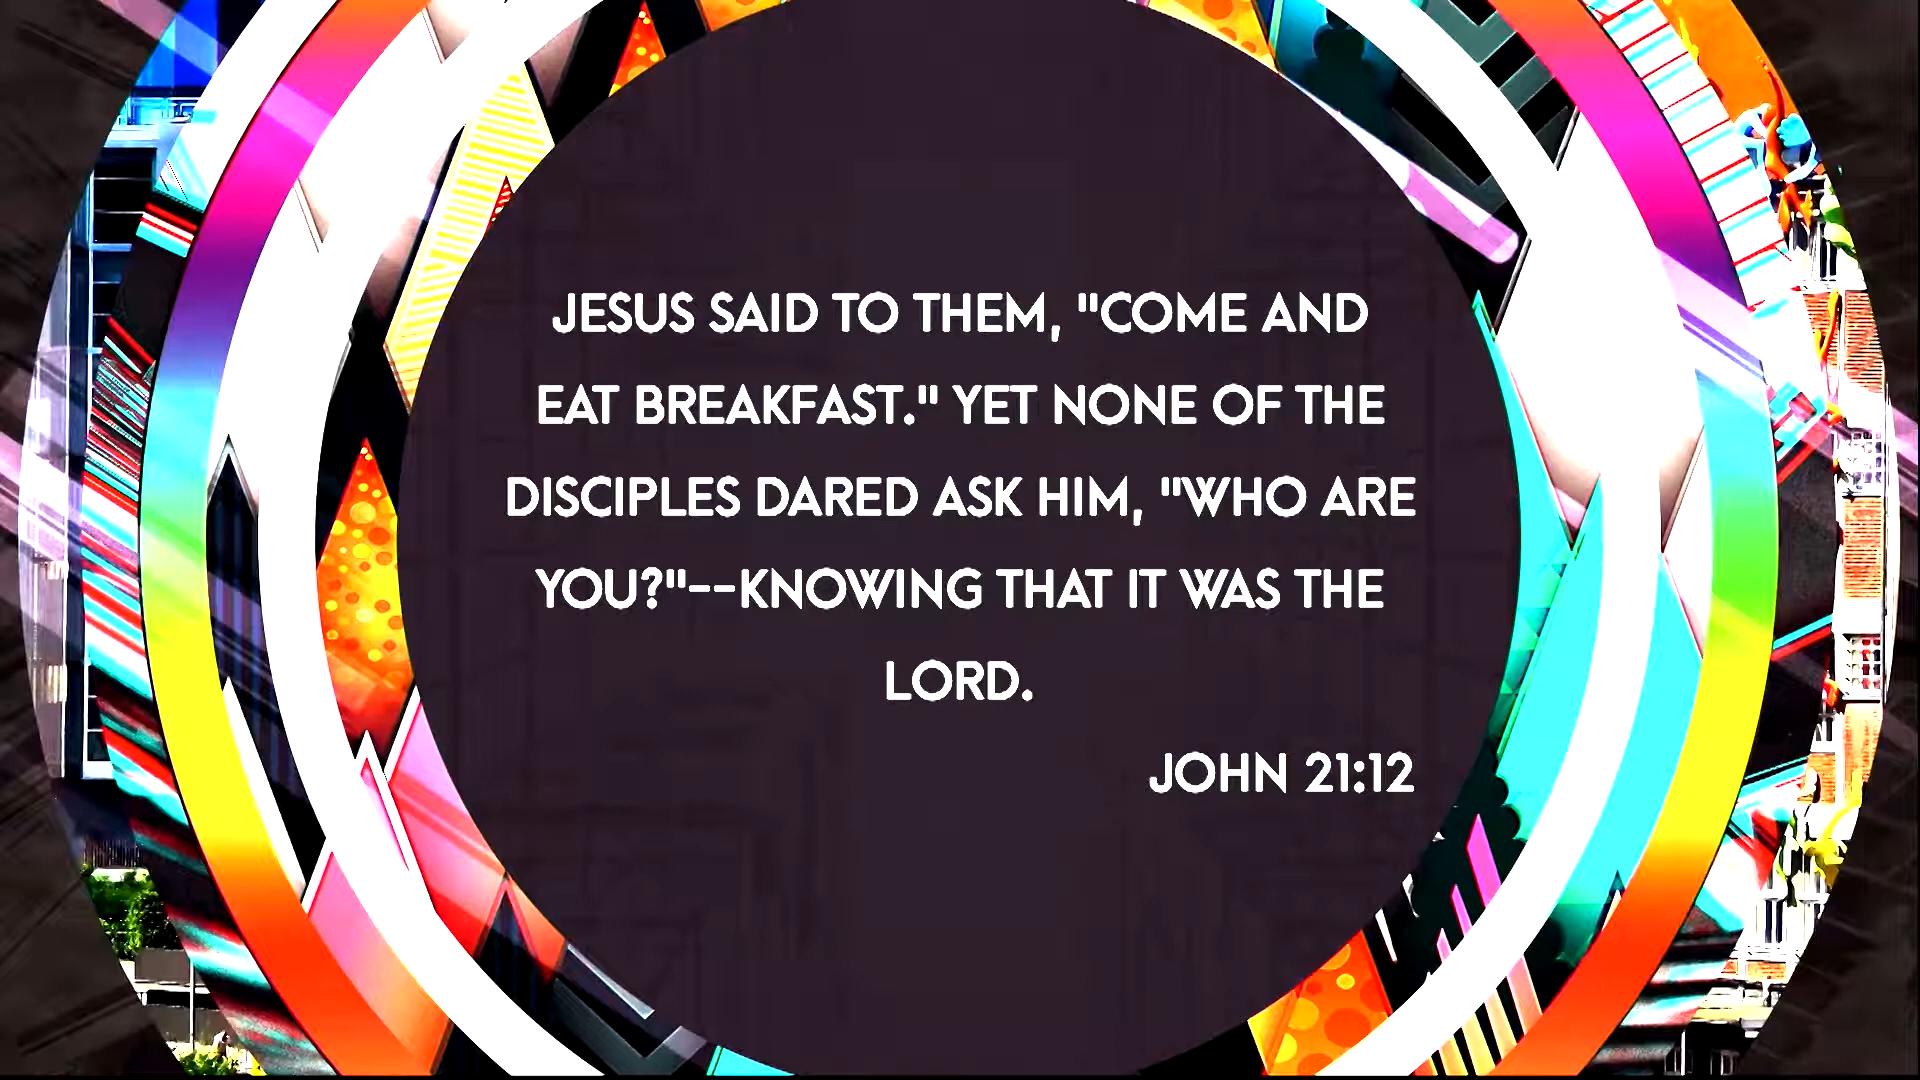 JESUS SAID TO THEM, "COME AND
EAT BREAKFAST." YET NONE OF THE
DISCIPLES DARED ASK HIM, "WHO ARE
YOU?"--KNOWING THAT IT WAS THE
LORD.
JOHN 21:12